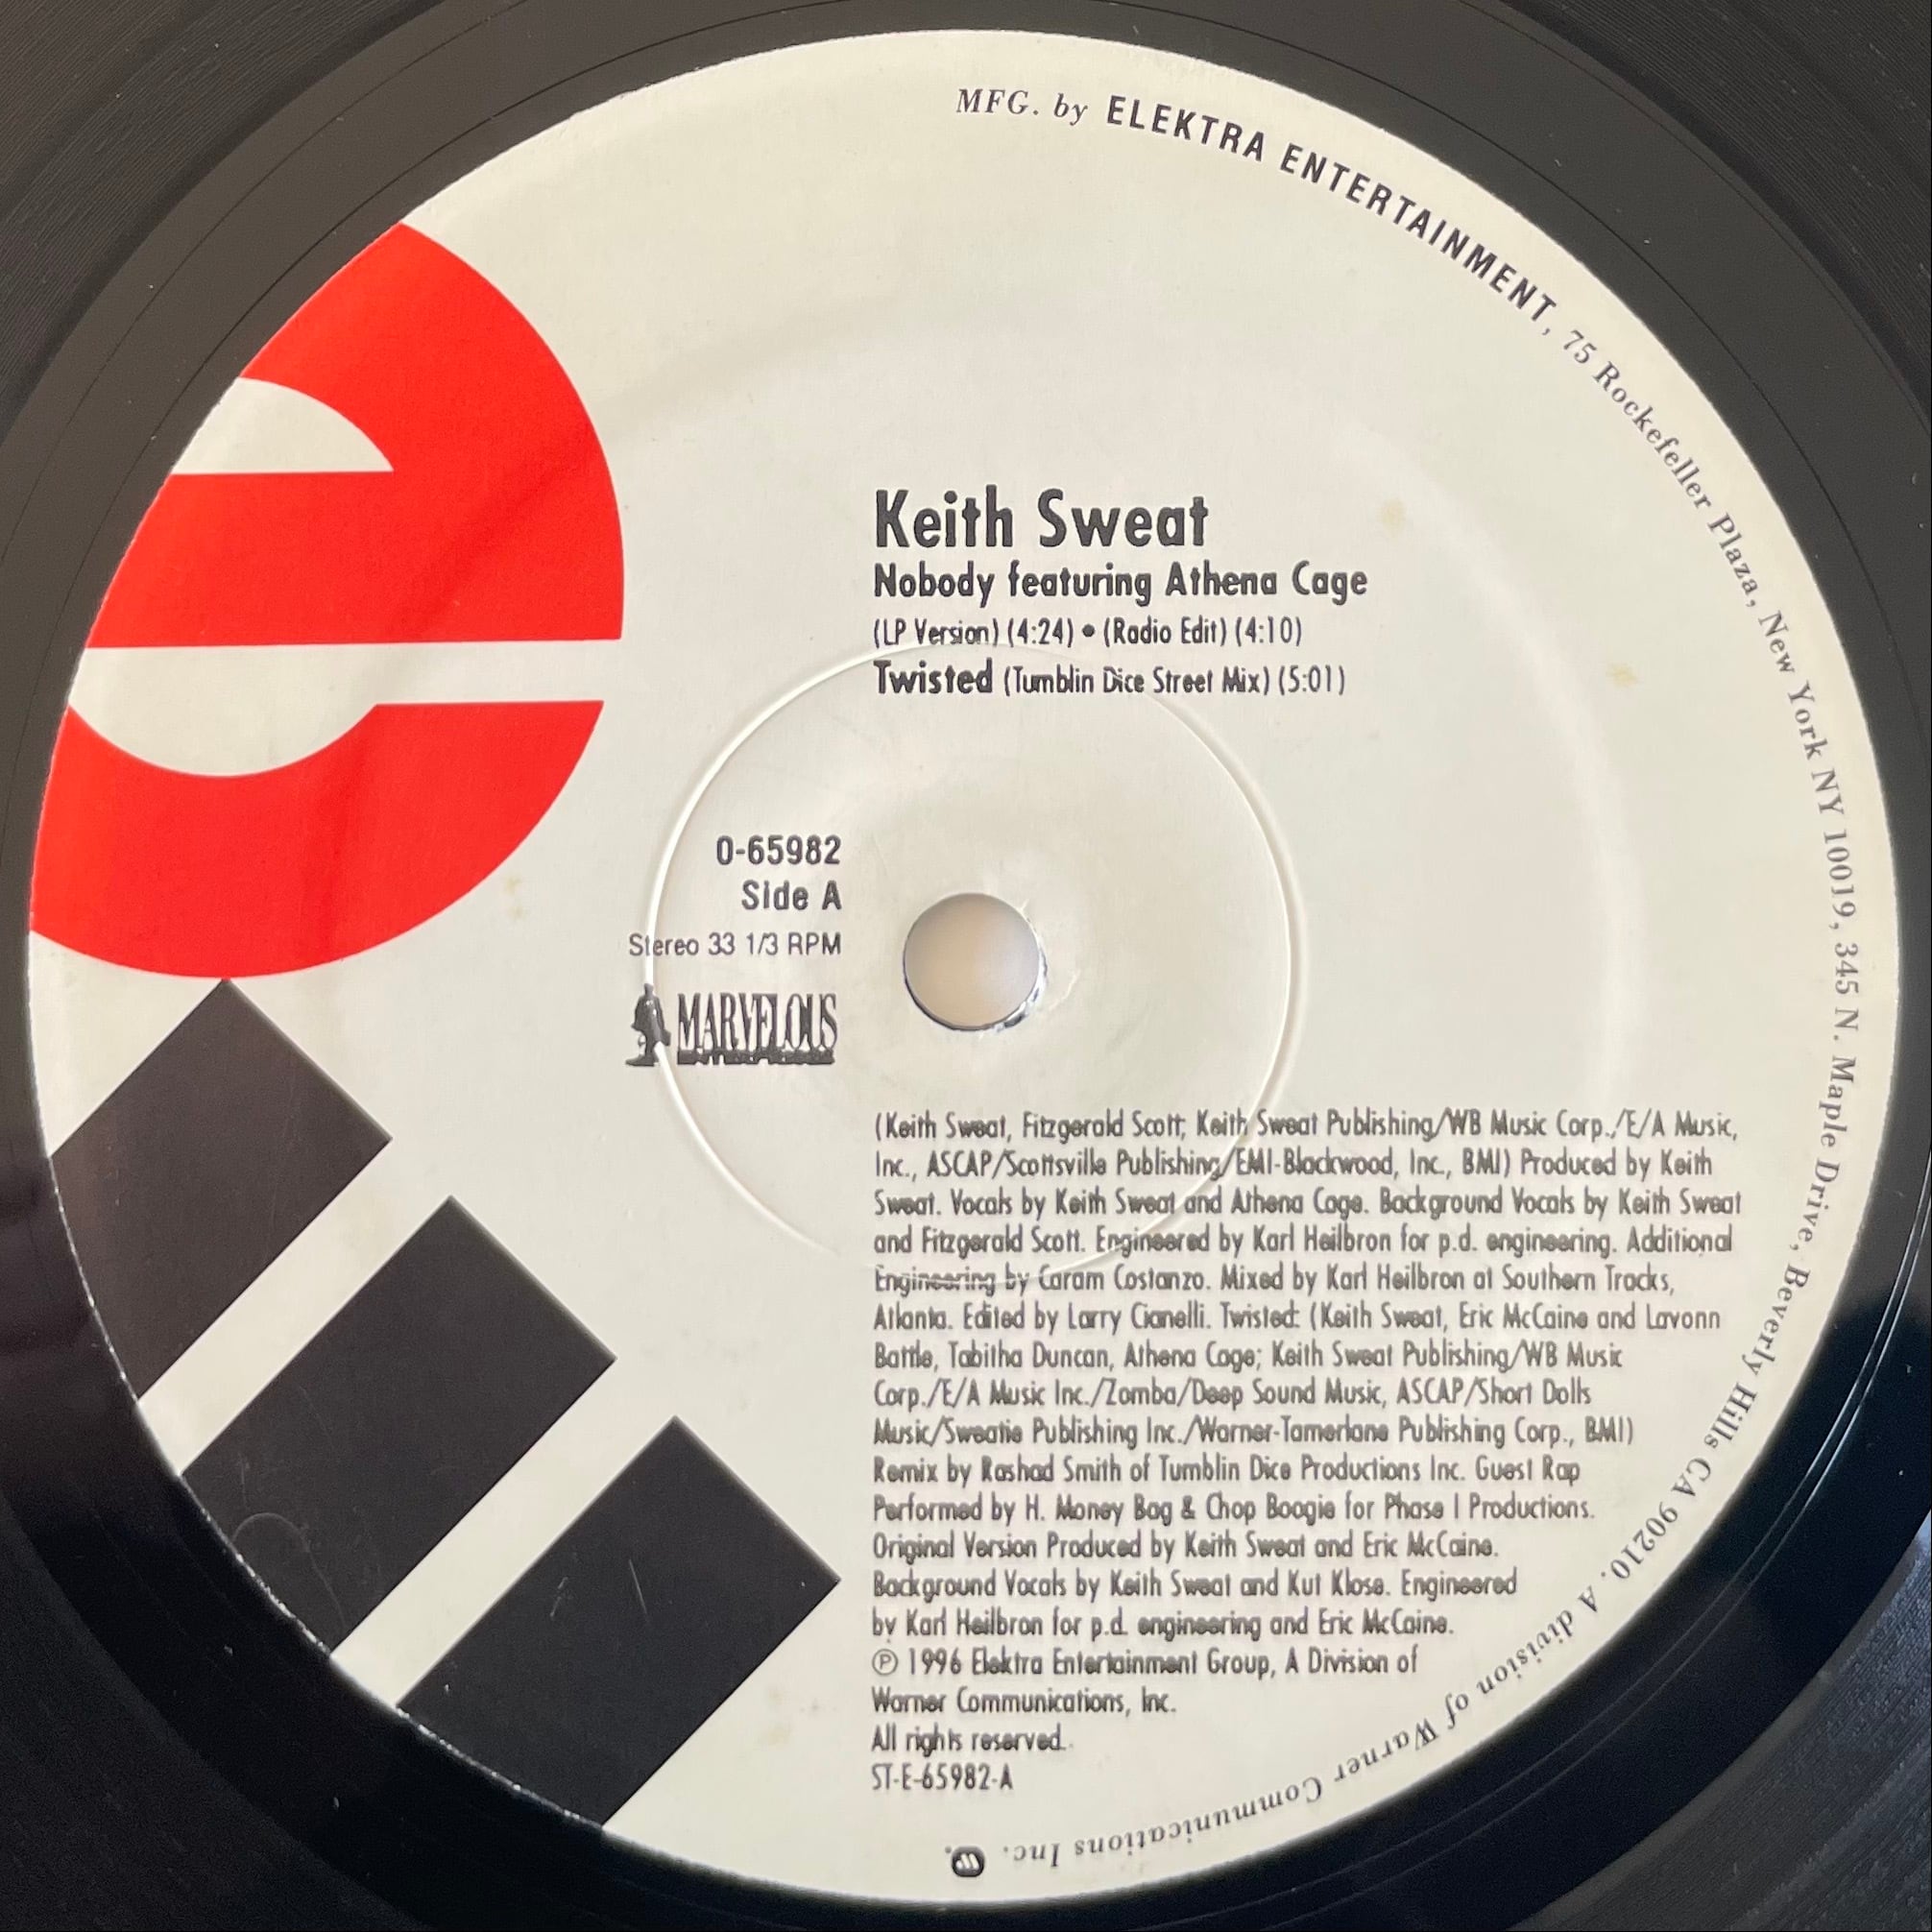 MFG. by ELEKTRA ENTERTAINMENT, 75 Rockefeller Plaza, New York NY 10019, 345 N. Maple Drive, Beverly Hills CA 90210. A division of Warner Communications Inc.
Keith Sweat
Nobody featuring Athena Cage
(LP Version) (4:24) • (Radio Edit) (4:10)
Twisted (Tumblin Dice Street Mix) (5:01)
0-65982
Side A
Stereo 33 1/3 RPM
MARVELOUS
(Keith Sweat, Fitzgerald Scott; Keith Sweat Publishing/WB Music Corp./E/A Music,
Inc., ASCAP/Scottsville Publishing/EMI-Blackwood, Inc., BMI) Produced by Keith
Sweat. Vocals by Keith Sweat and Athena Cage. Background Vocals by Keith Sweat
and Fitzgerald Scott. Engineered by Karl Heilbron for p.d. engineering. Additional
Engineering by Caram Costanzo. Mixed by Karl Heilbron at Southern Tracks,
Atlanta. Edited by Larry Cianelli. Twisted: (Keith Sweat, Eric McCaine and Lavonn
Battle, Tabitha Duncan, Athena Cage; Keith Sweat Publishing/WB Music
Corp./E/A Music Inc./Zomba/Deep Sound Music, ASCAP/Short Dolls
Music/Sweatie Publishing Inc./Warner-Tamerlane Publishing Corp., BMI)
Remix by Rashad Smith of Tumblin Dice Productions Inc. Guest Rap
Performed by H. Money Bag & Chop Boogie for Phase I Productions.
Original Version Produced by Keith Sweat and Eric McCaine.
Background Vocals by Keith Sweat and Kut Klose. Engineered
by Karl Heilbron for p.d. engineering and Eric McCaine.
℗ 1996 Elektra Entertainment Group, A Division of
Warner Communications, Inc.
All rights reserved.
ST-E-65982-A